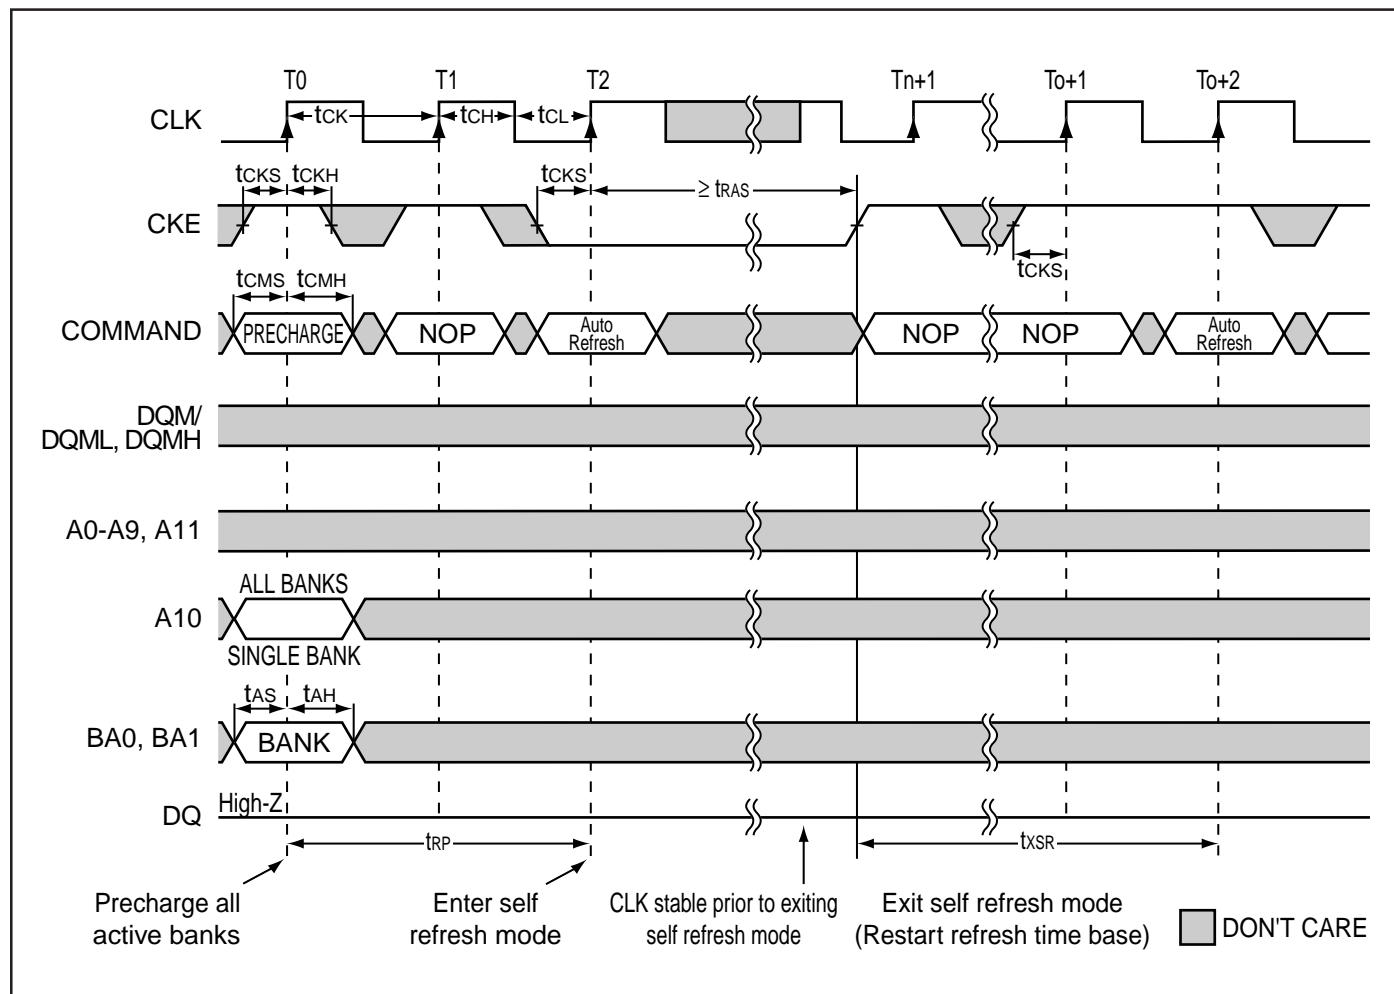 T0 T1 T2 Tn+1 To+1 To+2
CLK tCK tCH tCL
tCKS tCKH tCKS ≥ tRAS
CKE
tCKS
tCMS tCMH
COMMAND PRECHARGE NOP Auto Refresh NOP NOP Auto Refresh
DQM/
DQML, DQMH
A0-A9, A11
ALL BANKS
A10
SINGLE BANK
tAS tAH
BA0, BA1 BANK
High-Z
DQ
tRP tXSR
Precharge all
active banks
Enter self
refresh mode
CLK stable prior to exiting
self refresh mode
Exit self refresh mode
(Restart refresh time base)
DON'T CARE